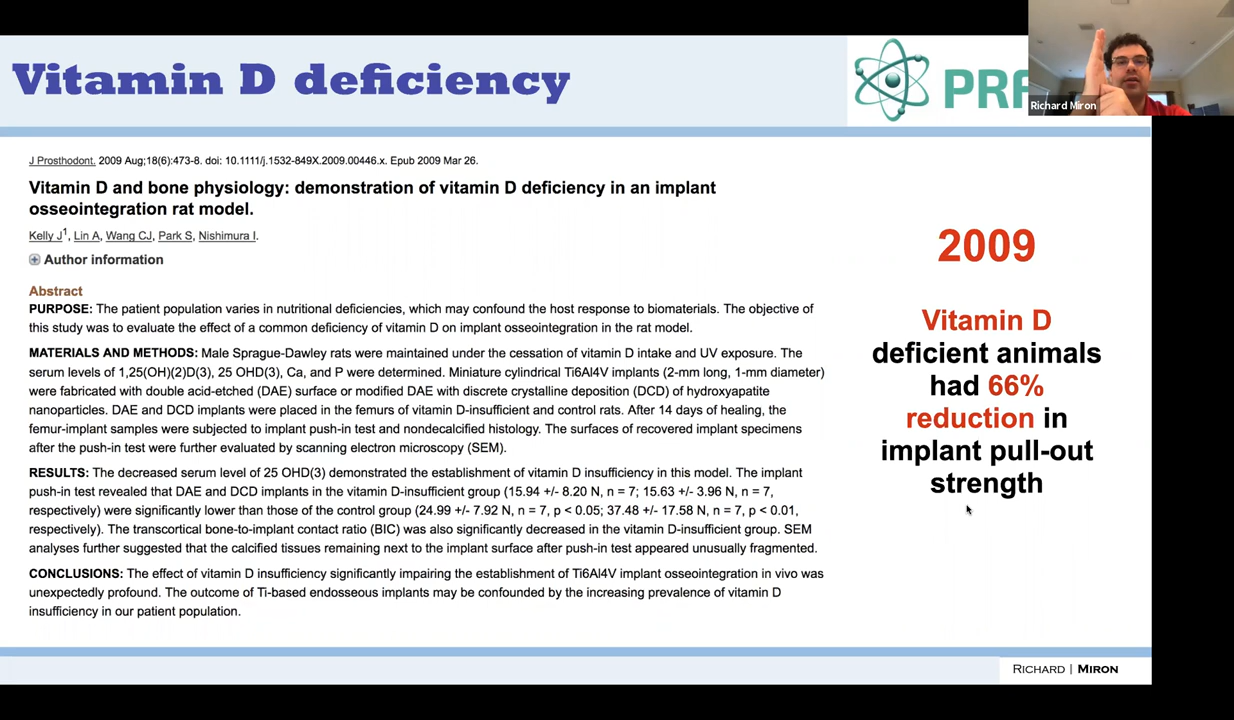 Vitamin D deficiency
PRF
Richard Miron
J Prosthodont. 2009 Aug;18(6):473-8. doi: 10.1111/j.1532-849X.2009.00446.x. Epub 2009 Mar 26.
Vitamin D and bone physiology: demonstration of vitamin D deficiency in an implant
osseointegration rat model.
Kelly J1, Lin A, Wang CJ, Park S, Nishimura I.
Author information
Abstract
PURPOSE: The patient population varies in nutritional deficiencies, which may confound the host response to biomaterials. The objective of
this study was to evaluate the effect of a common deficiency of vitamin D on implant osseointegration in the rat model.
MATERIALS AND METHODS: Male Sprague-Dawley rats were maintained under the cessation of vitamin D intake and UV exposure. The
serum levels of 1,25(OH)(2)D(3), 25 OHD(3), Ca, and P were determined. Miniature cylindrical Ti6Al4V implants (2-mm long, 1-mm diameter)
were fabricated with double acid-etched (DAE) surface or modified DAE with discrete crystalline deposition (DCD) of hydroxyapatite
nanoparticles. DAE and DCD implants were placed in the femurs of vitamin D-insufficient and control rats. After 14 days of healing, the
femur-implant samples were subjected to implant push-in test and nondecalcified histology. The surfaces of recovered implant specimens
after the push-in test were further evaluated by scanning electron microscopy (SEM).
RESULTS: The decreased serum level of 25 OHD(3) demonstrated the establishment of vitamin D insufficiency in this model. The implant
push-in test revealed that DAE and DCD implants in the vitamin D-insufficient group (15.94 +/- 8.20 N, n = 7; 15.63 +/- 3.96 N, n = 7,
respectively) were significantly lower than those of the control group (24.99 +/- 7.92 N, n = 7, p < 0.05; 37.48 +/- 17.58 N, n = 7, p < 0.01,
respectively). The transcortical bone-to-implant contact ratio (BIC) was also significantly decreased in the vitamin D-insufficient group. SEM
analyses further suggested that the calcified tissues remaining next to the implant surface after push-in test appeared unusually fragmented.
CONCLUSIONS: The effect of vitamin D insufficiency significantly impairing the establishment of Ti6Al4V implant osseointegration in vivo was
unexpectedly profound. The outcome of Ti-based endosseous implants may be confounded by the increasing prevalence of vitamin D
insufficiency in our patient population.
2009
Vitamin D
deficient animals
had 66%
reduction in
implant pull-out
strength
RICHARD | MIRON